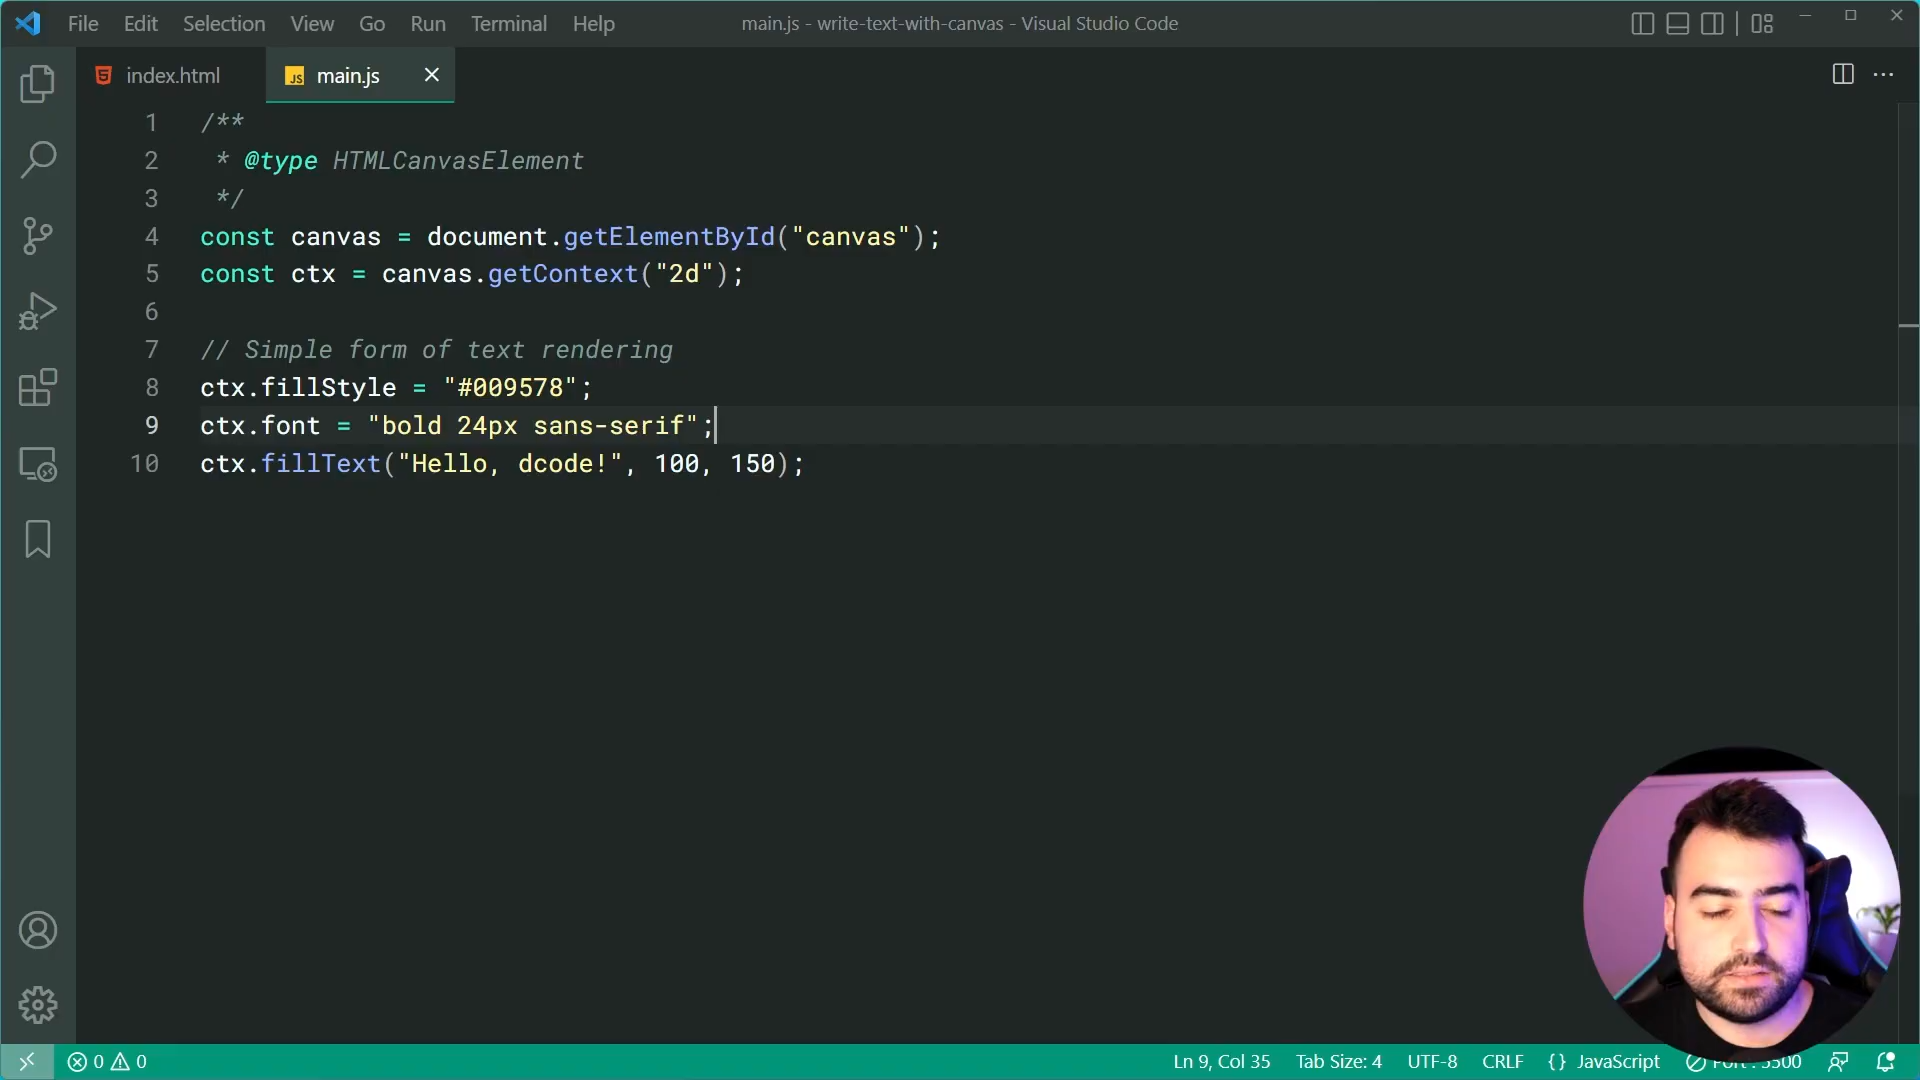 File Edit Selection View Go Run Terminal Help main.js - write-text-with-canvas - Visual Studio Code
index.html JS main.js
1 /**
2 * @type HTMLCanvasElement
3 */
4 const canvas = document.getElementById("canvas");
5 const ctx = canvas.getContext("2d");
6
7 // Simple form of text rendering
8 ctx.fillStyle = "#009578";
9 ctx.font = "bold 24px sans-serif";
10 ctx.fillText("Hello, dcode!", 100, 150);
0 0 Ln 9, Col 35 Tab Size: 4 UTF-8 CRLF {} JavaScript Port : 5500